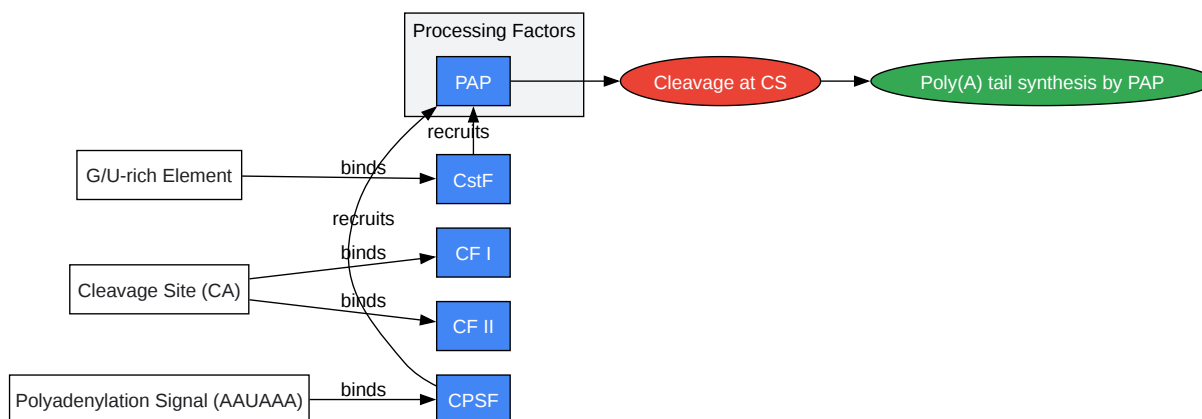 Processing Factors
PAP
Cleavage at CS
Poly(A) tail synthesis by PAP
recruits
G/U-rich Element
binds
CstF
recruits
Cleavage Site (CA)
binds
CF I
binds
CF II
Polyadenylation Signal (AAUAAA)
binds
CPSF